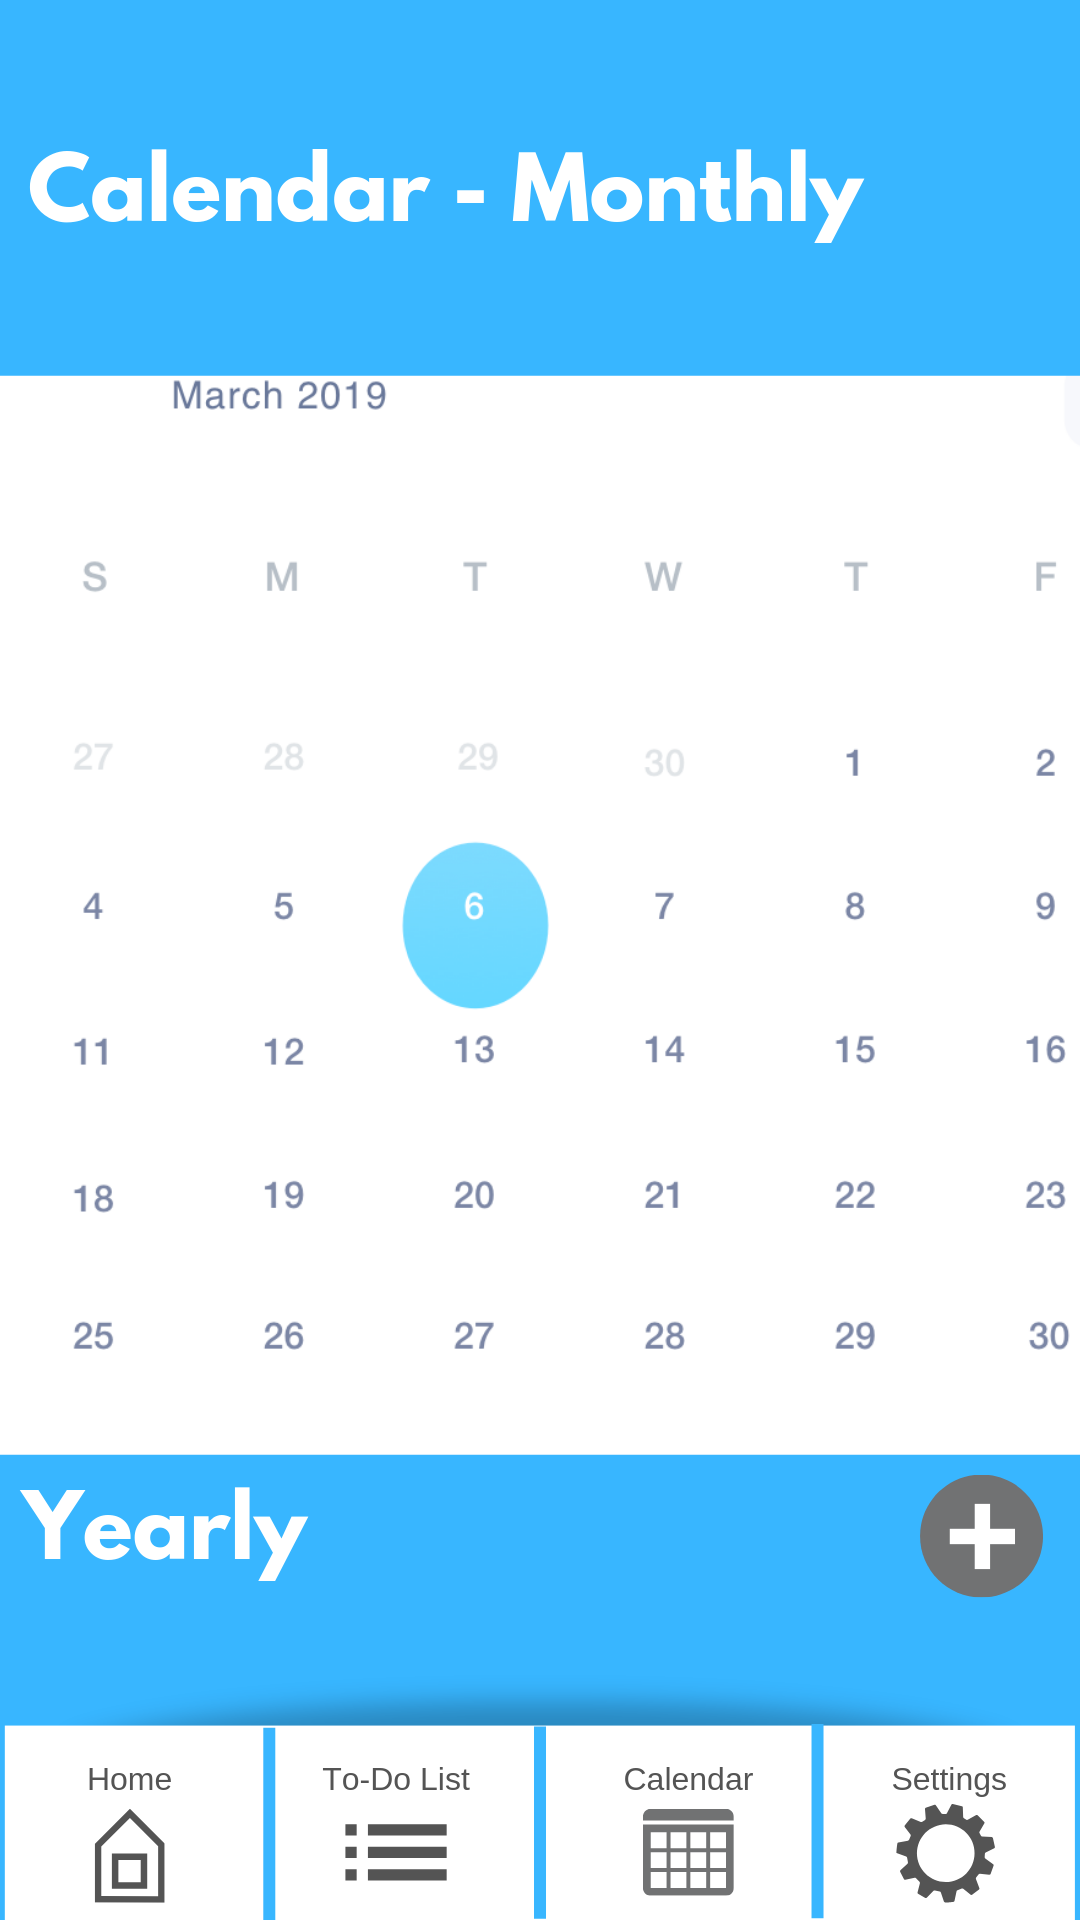 Calendar - Monthly
March 2019
S M T W T F
27 28 29 30 1 2
4 5 6 7 8 9
11 12 13 14 15 16
18 19 20 21 22 23
25 26 27 28 29 30
Yearly
Home To-Do List Calendar Settings